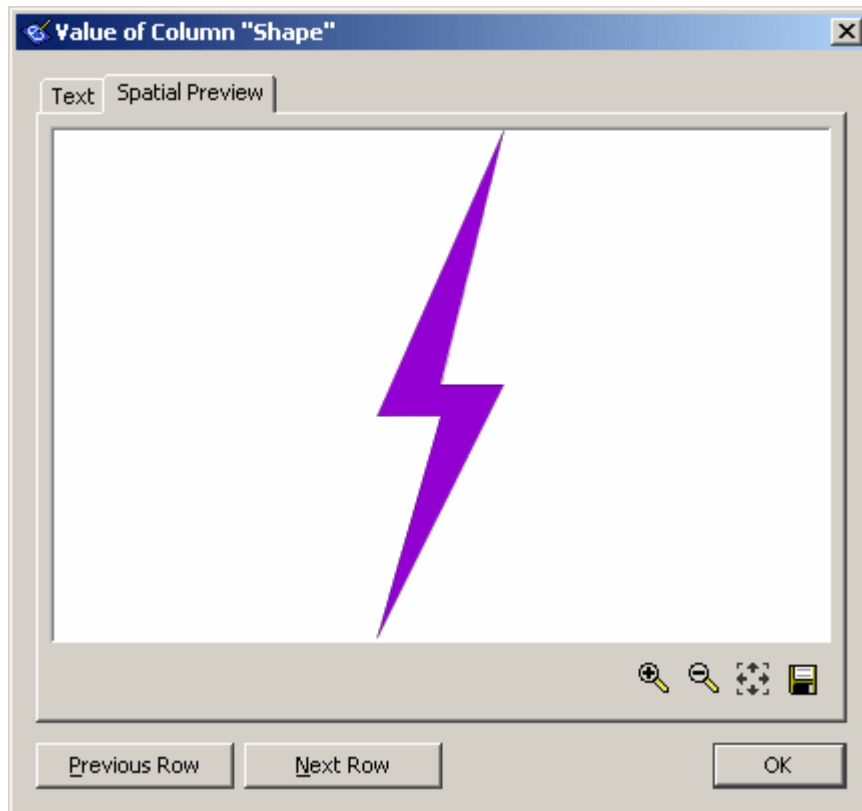 Value of Column "Shape"
Text
Spatial Preview
Previous Row
Next Row
OK